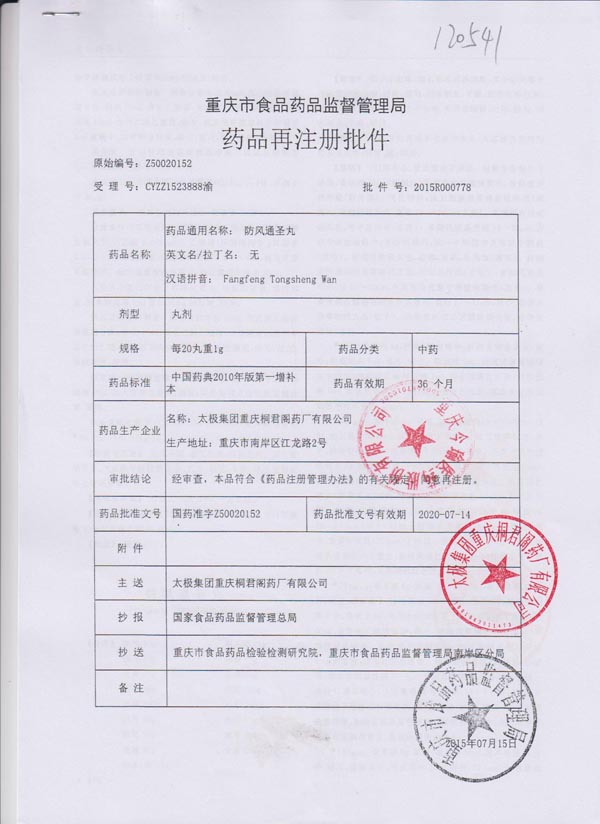 120541
重庆市食品药品监督管理局
药品再注册批件
原始编号：Z50020152
受 理 号：CYZZ1523888渝 批 件 号：2015R000778
药品名称
药品通用名称： 防风通圣丸
英文名/拉丁名： 无
汉语拼音： Fangfeng Tongsheng Wan
剂型 丸剂
规格 每20丸重1g 药品分类 中药
药品标准 中国药典2010年版第一增补
本
药品有效期 36 个月
药品生产企业
名称：太极集团重庆桐君阁药厂有限公司
生产地址：重庆市南岸区江龙路2号
审批结论 经审查，本品符合《药品注册管理办法》的有关规定，同意再注册。
药品批准文号 国药准字Z50020152 药品批准文号有效期 2020-07-14
附 件
主 送 太极集团重庆桐君阁药厂有限公司
抄 报 国家食品药品监督管理总局
抄 送 重庆市食品药品检验检测研究院，重庆市食品药品监督管理局南岸区分局
备 注
太极集团重庆桐君阁药厂有限公司
重庆市食品药品监督管理局
2015年07月15日